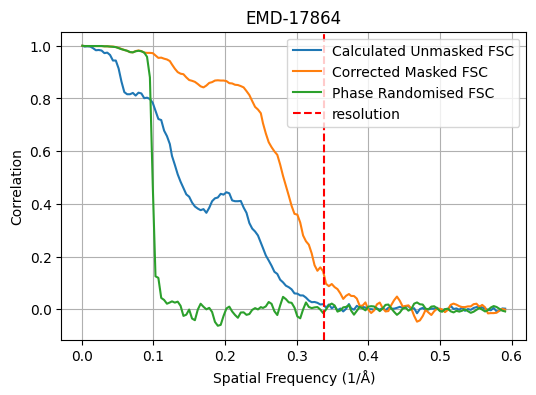 EMD-17864
Calculated Unmasked FSC
Corrected Masked FSC
Phase Randomised FSC
resolution
Correlation
1.0
0.8
0.6
0.4
0.2
0.0
0.0 0.1 0.2 0.3 0.4 0.5 0.6
Spatial Frequency (1/Å)